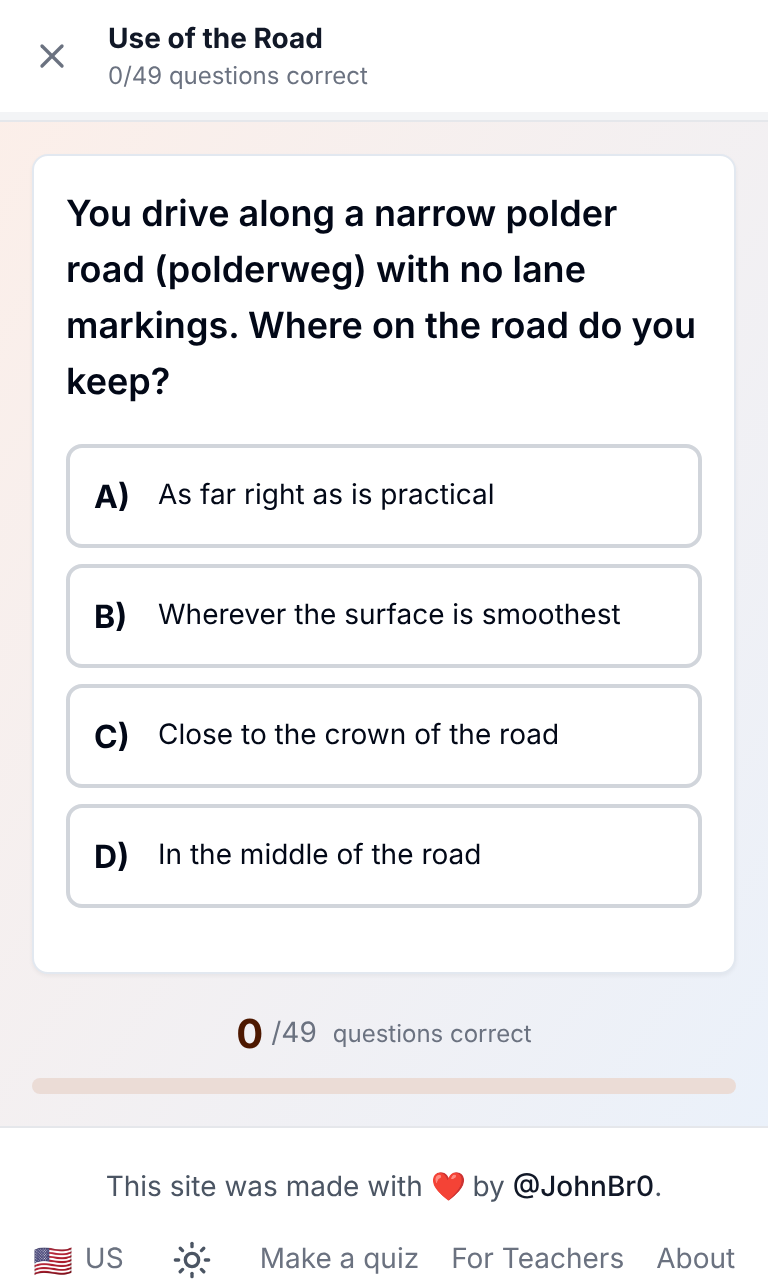 Use of the Road
0/49 questions correct
You drive along a narrow polder
road (polderweg) with no lane
markings. Where on the road do you
keep?
A) As far right as is practical
B) Wherever the surface is smoothest
C) Close to the crown of the road
D) In the middle of the road
0 /49 questions correct
This site was made with ❤️ by @JohnBr0.
🇺🇸 US Make a quiz For Teachers About